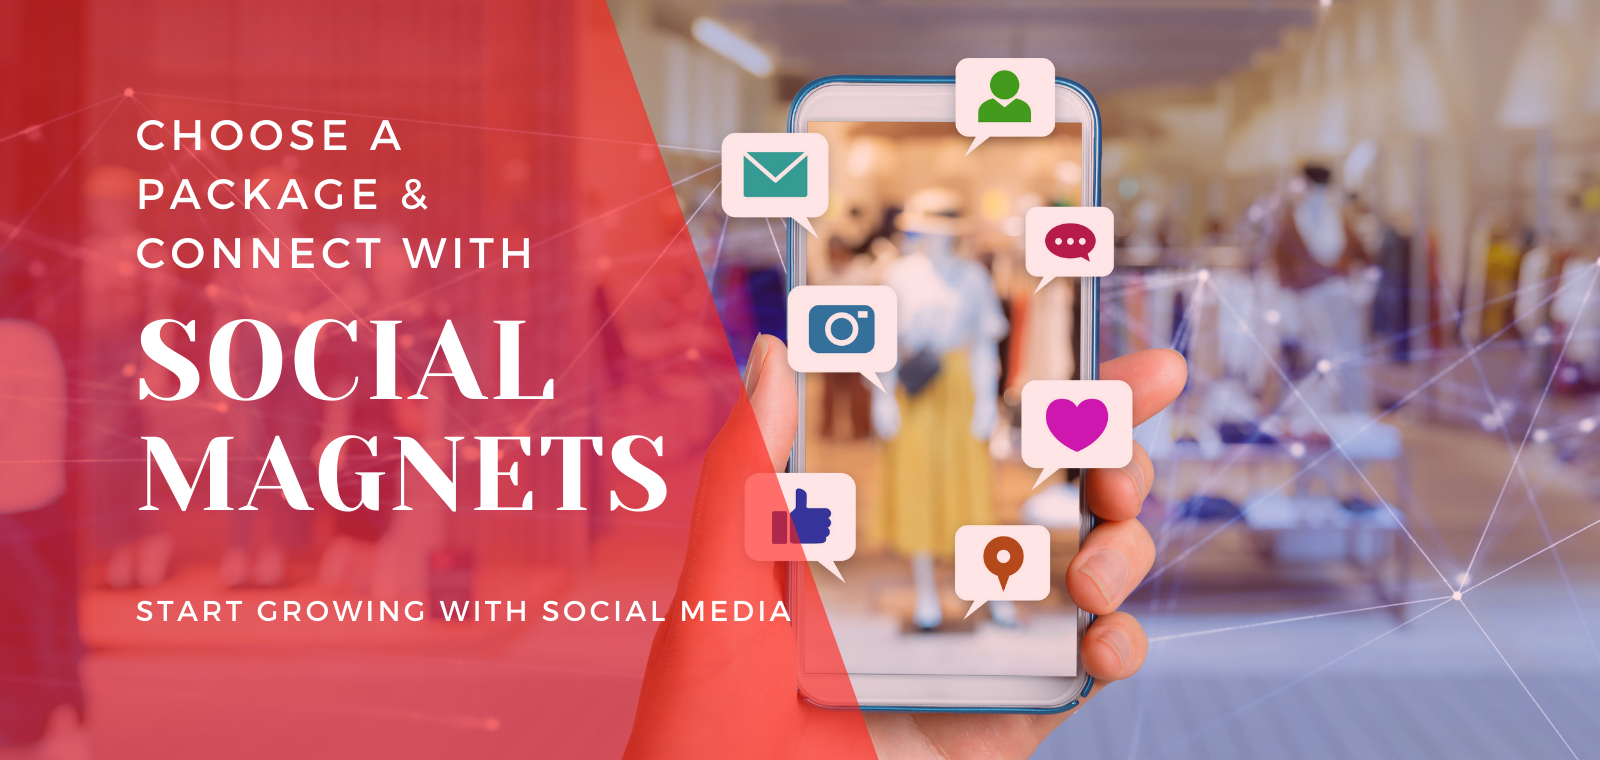 CHOOSE A
PACKAGE &
CONNECT WITH
SOCIAL
MAGNETS
START GROWING WITH SOCIAL MEDIA